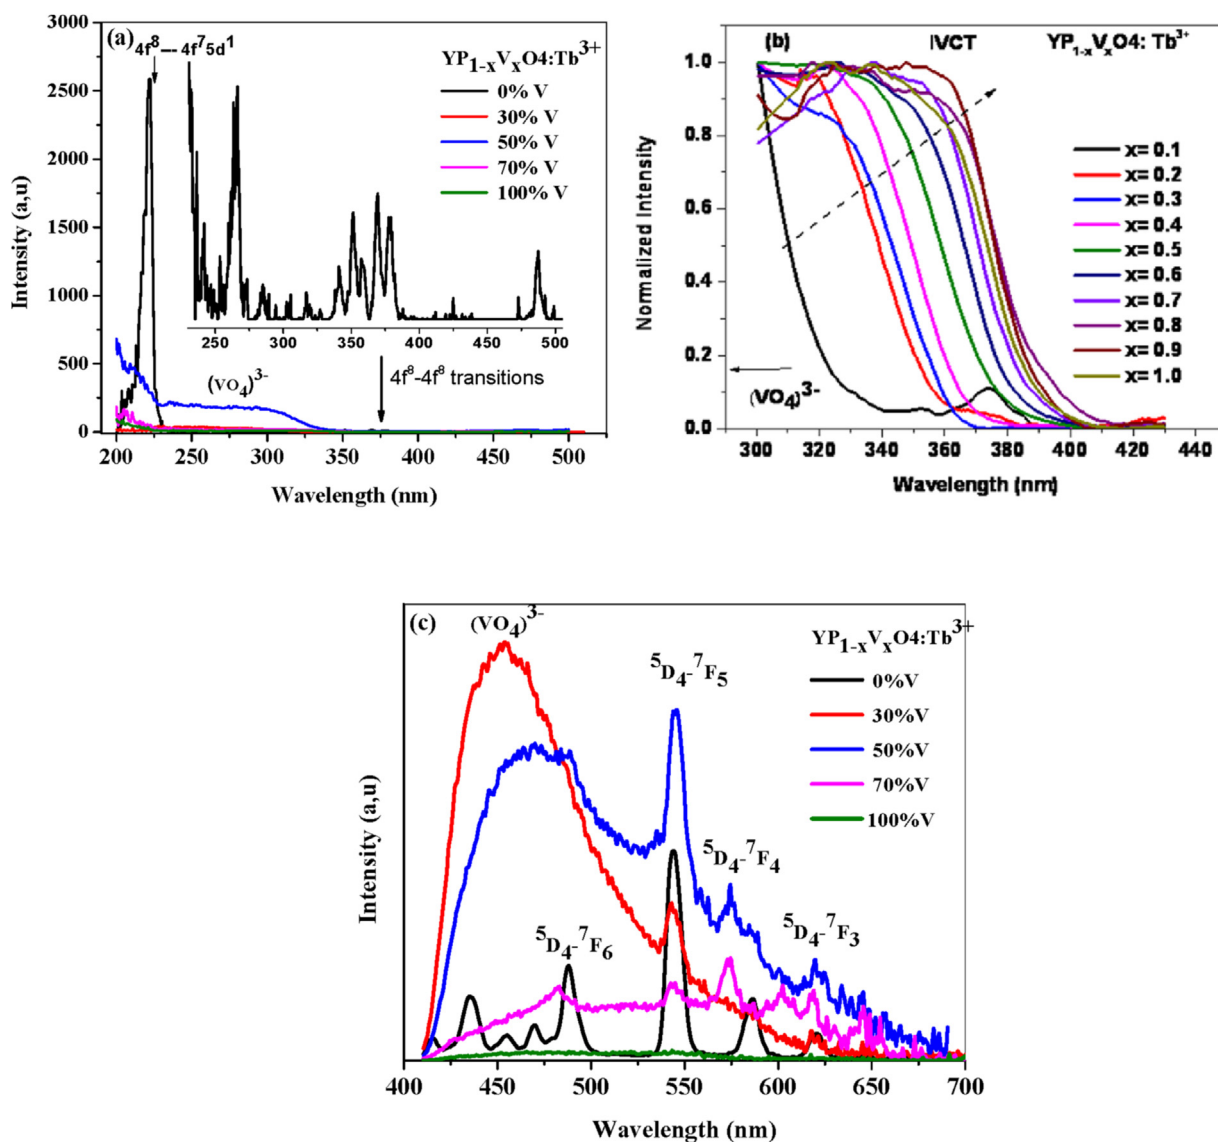 (a)
4f⁸--- 4f⁷5d¹
YP₁₋ₓVₓO4:Tb³⁺
0% V
30% V
50% V
70% V
100% V
3000
2500
2000
1500
1000
500
0
Intensity (a,u)
250 300 350 400 450 500
(VO₄)³⁻
4f⁸-4f⁸ transitions
200 250 300 350 400 450 500
Wavelength (nm)
(b)
IVCT
YP₁₋ₓVₓO4: Tb³⁺
1.0
0.8
0.6
0.4
0.2
0.0
Normalized Intensity
x= 0.1
x= 0.2
x= 0.3
x= 0.4
x= 0.5
x= 0.6
x= 0.7
x= 0.8
x= 0.9
x= 1.0
(VO₄)³⁻
300 320 340 360 380 400 420 440
Wavelength (nm)
(c)
(VO₄)³⁻
YP₁₋ₓVₓO4:Tb³⁺
0%V
30%V
50%V
70%V
100%V
⁵D₄-⁷F₅
⁵D₄-⁷F₄
⁵D₄-⁷F₆
⁵D₄-⁷F₃
Intensity (a,u)
400 450 500 550 600 650 700
Wavelength (nm)